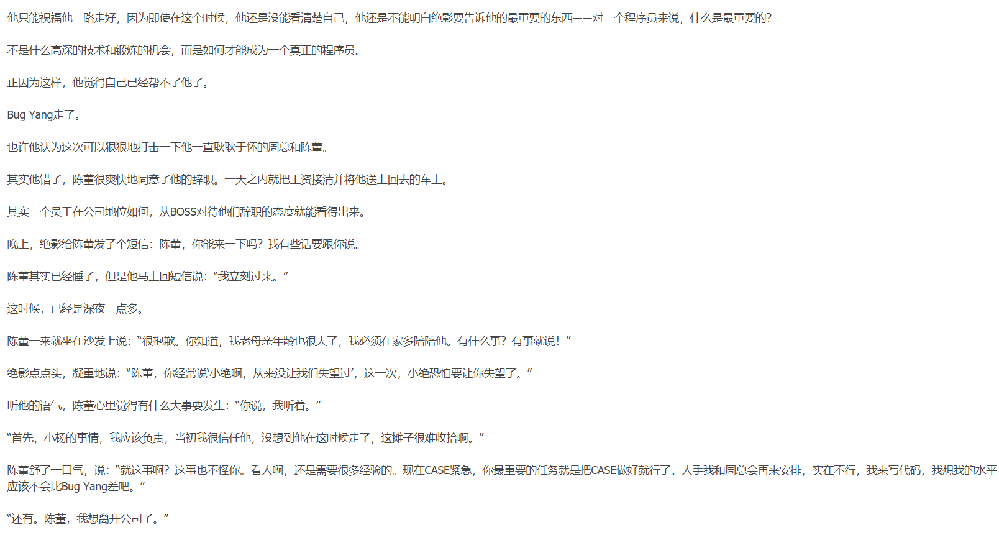 他只能祝福他一路走好，因为即使在这个时候，他还是没能看清楚自己，他还是不能明白绝影要告诉他的最重要的东西——对一个程序员来说，什么是最重要的？
不是什么高深的技术和锻炼的机会，而是如何才能成为一个真正的程序员。
正因为这样，他觉得自己已经帮不了他了。
Bug Yang走了。
也许他认为这次可以狠狠地打击一下他一直耿耿于怀的周总和陈董。
其实他错了，陈董很爽快地同意了他的辞职。一天之内就把工资接清并将他送上回去的车上。
其实一个员工在公司地位如何，从BOSS对待他们辞职的态度就能看得出来。
晚上，绝影给陈董发了个短信：陈董，你能来一下吗？我有些话要跟你说。
陈董其实已经睡了，但是他马上回短信说：“我立刻过来。”
这时候，已经是深夜一点多。
陈董一来就坐在沙发上说：“很抱歉。你知道，我老母亲年龄也很大了，我必须在家多陪陪他。有什么事？有事就说！”
绝影点点头，凝重地说：“陈董，你经常说‘小绝啊，从来没让我们失望过’，这一次，小绝恐怕要让你失望了。”
听他的语气，陈董心里觉得有什么大事要发生：“你说，我听着。”
“首先，小杨的事情，我应该负责，当初我很信任他，没想到他在这时候走了，这摊子很难收拾啊。”
陈董舒了一口气，说：“就这事啊？这事也不怪你。看人啊，还是需要很多经验的。现在CASE紧急，你最重要的任务就是把CASE做好就行了。人手我和周总会再来安排，实在不行，我来写代码，我想我的水平
应该不会比Bug Yang差吧。”
“还有。陈董，我想离开公司了。”